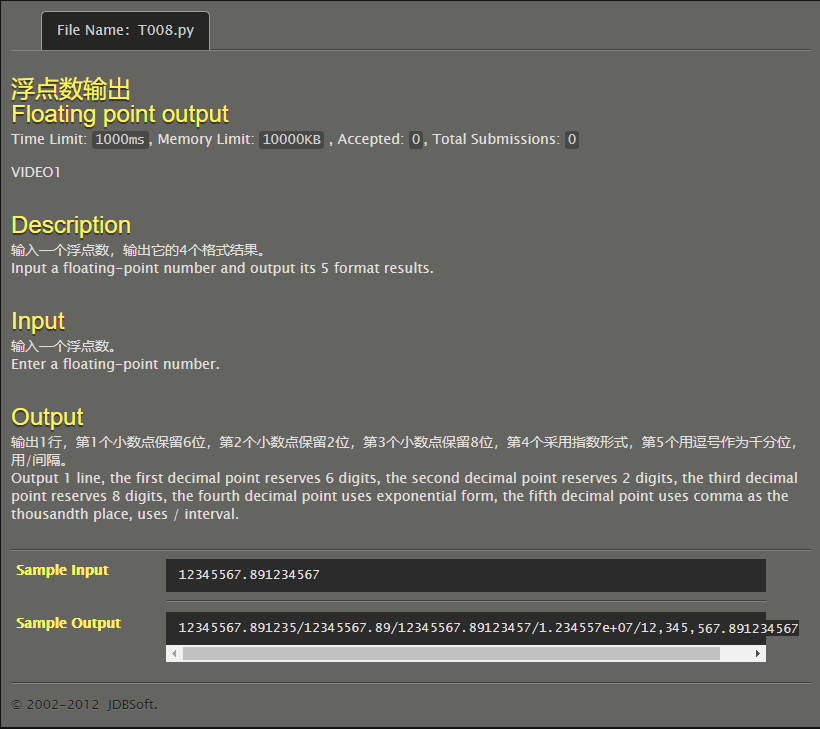 File Name: T008.py
浮点数输出
Floating point output
Time Limit: 1000ms, Memory Limit: 10000KB , Accepted: 0, Total Submissions: 0
VIDEO1
Description
输入一个浮点数，输出它的4个格式结果。
Input a floating-point number and output its 5 format results.
Input
输入一个浮点数。
Enter a floating-point number.
Output
输出1行，第1个小数点保留6位，第2个小数点保留2位，第3个小数点保留8位，第4个采用指数形式，第5个用逗号作为千分位，
用/间隔。
Output 1 line, the first decimal point reserves 6 digits, the second decimal point reserves 2 digits, the third decimal
point reserves 8 digits, the fourth decimal point uses exponential form, the fifth decimal point uses comma as the
thousandth place, uses / interval.
Sample Input
12345567.891234567
Sample Output
12345567.891235/12345567.89/12345567.89123457/1.234557e+07/12,345,567.891234567
© 2002-2012 JDBSoft.